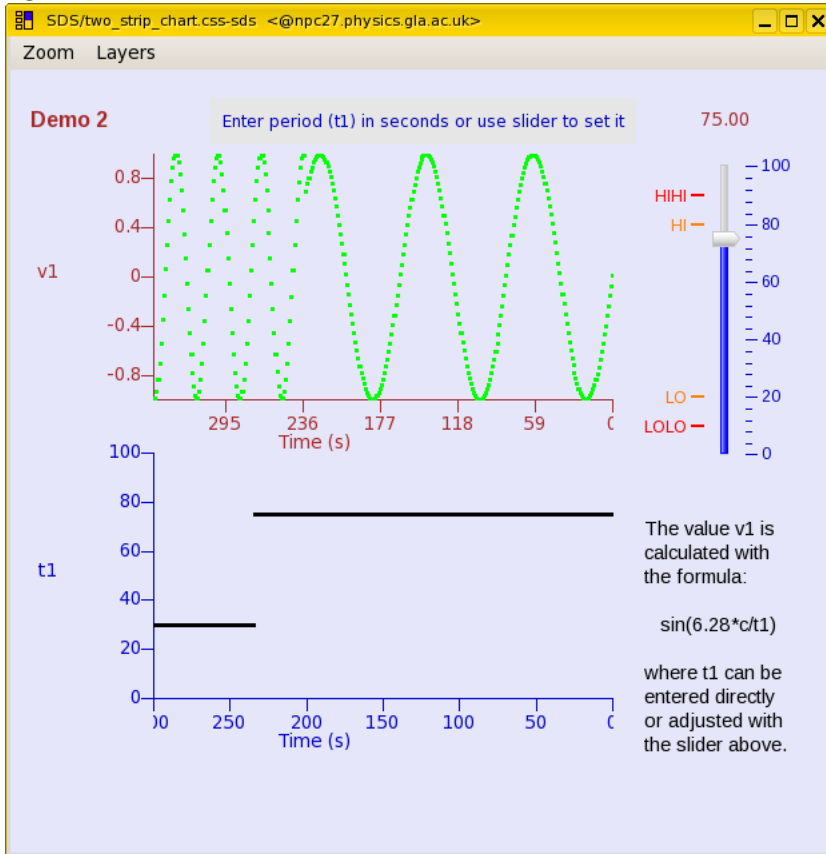 SDS/two_strip_chart.css-sds <@npc27.physics.gla.ac.uk>
Zoom Layers
Demo 2
Enter period (t1) in seconds or use slider to set it
75.00
v1
0.8
0.4
0
-0.4
-0.8
295 236 177 118 59
Time (s)
HIHI
HI
LO
LOLO
100
80
60
40
20
0
t1
100
80
60
40
20
0
250 200 150 100 50
Time (s)
The value v1 is
calculated with
the formula:
sin(6.28*c/t1)
where t1 can be
entered directly
or adjusted with
the slider above.